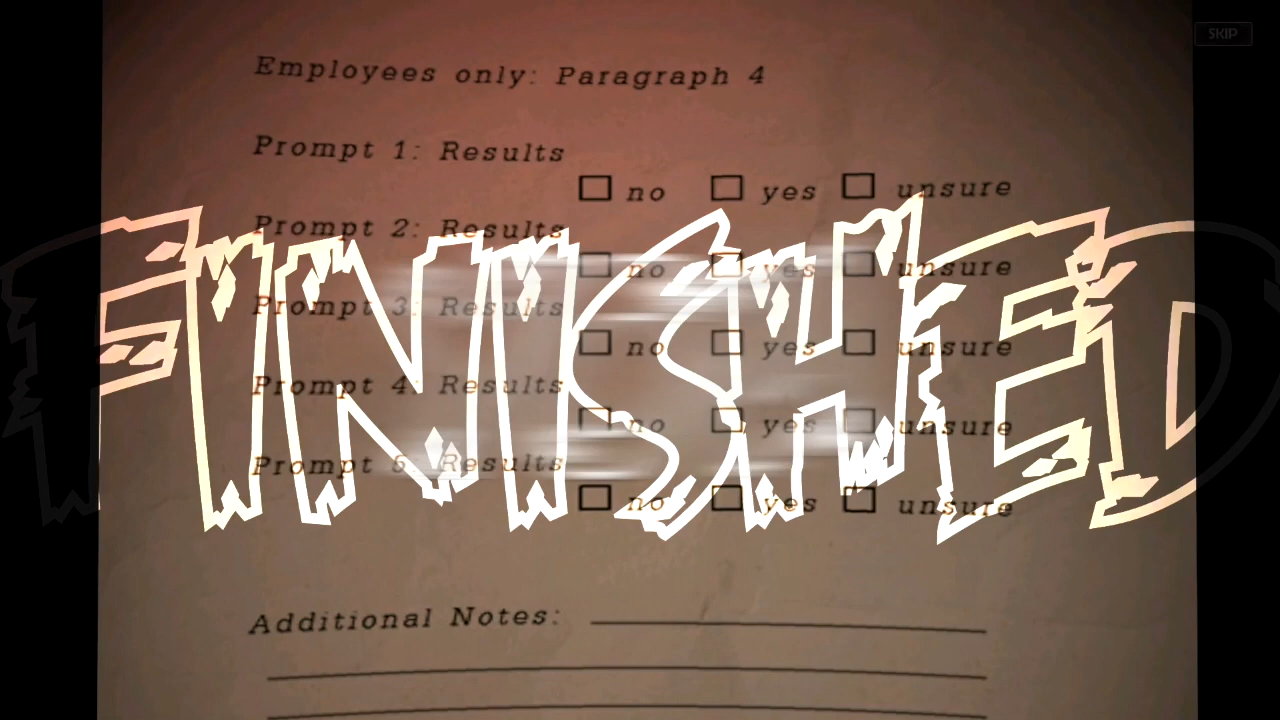 SKIP
Employees only: Paragraph 4
Prompt 1: Results
no yes unsure
Prompt 2: Results
no yes unsure
FINISHED
Prompt 3: Results
no yes unsure
Prompt 4: Results
no yes unsure
Prompt 5: Results
no yes unsure
Additional Notes: